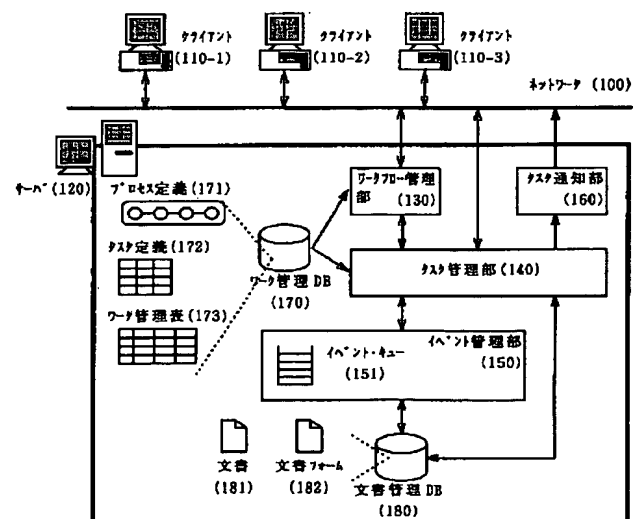 クライアント
(110-1)
クライアント
(110-2)
クライアント
(110-3)
ネットワーク (100)
サーバ (120)
プロセス定義 (171)
タスク定義 (172)
ワーク管理表 (173)
ワーク管理 DB
(170)
ワークフロー管理
部
(130)
タスク通知部
(160)
タスク管理部 (140)
イベント・キュー
(151)
イベント管理部
(150)
文書
(181)
文書フォーム
(182)
文書管理 DB
(180)